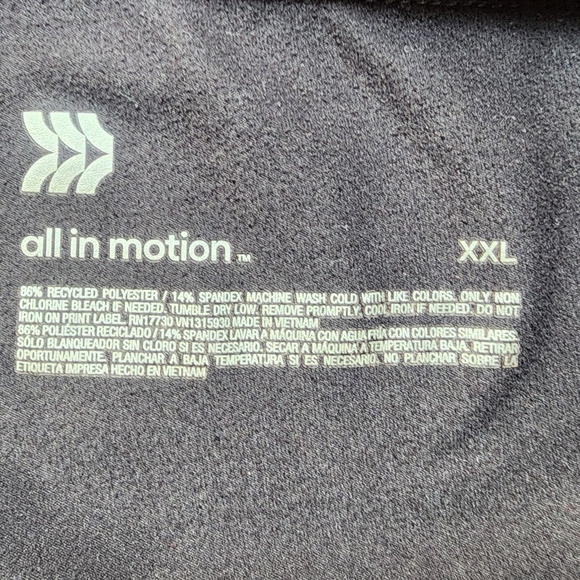 all in motion ™
XXL
86% RECYCLED POLYESTER / 14% SPANDEX MACHINE WASH COLD WITH LIKE COLORS. ONLY NON
CHLORINE BLEACH IF NEEDED. TUMBLE DRY LOW. REMOVE PROMPTLY. COOL IRON IF NEEDED. DO NOT
IRON ON PRINT LABEL. RN17730 VN1315930 MADE IN VIETNAM
86% POLIÉSTER RECICLADO / 14% SPANDEX LAVAR A MÁQUINA CON AGUA FRÍA CON COLORES SIMILARES.
SÓLO BLANQUEADOR SIN CLORO SI ES NECESARIO. SECAR A MÁQUINA A TEMPERATURA BAJA. RETIRAR
OPORTUNAMENTE. PLANCHAR A BAJA TEMPERATURA SI ES NECESARIO. NO PLANCHAR SOBRE LA
ETIQUETA IMPRESA HECHO EN VIETNAM